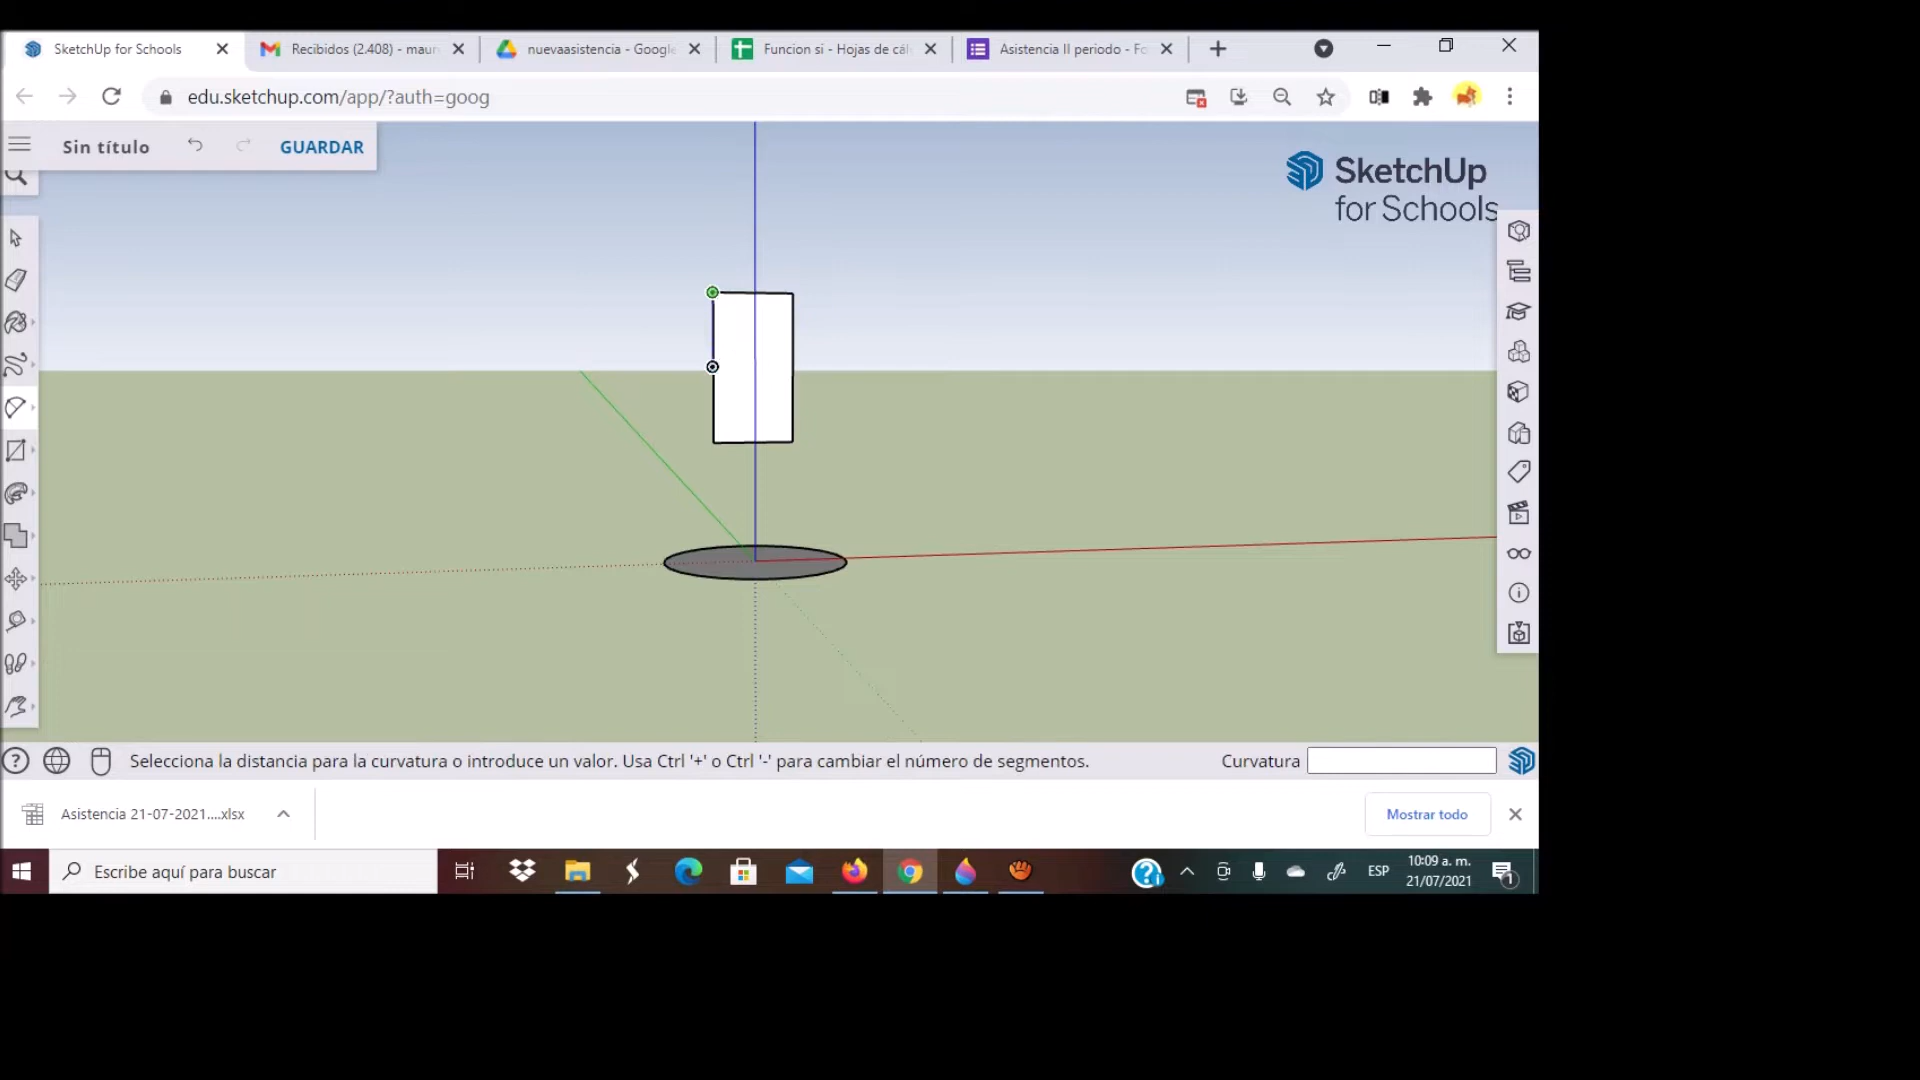 SketchUp for Schools
Recibidos (2.408) - maur
nuevaasistencia - Google
Funcion si - Hojas de cál
Asistencia II periodo - Fo
edu.sketchup.com/app/?auth=goog
Sin título
GUARDAR
SketchUp
for Schools
Selecciona la distancia para la curvatura o introduce un valor. Usa Ctrl '+' o Ctrl '-' para cambiar el número de segmentos.
Curvatura
Asistencia 21-07-2021....xlsx
Mostrar todo
Escribe aquí para buscar
ESP
10:09 a. m.
21/07/2021
1